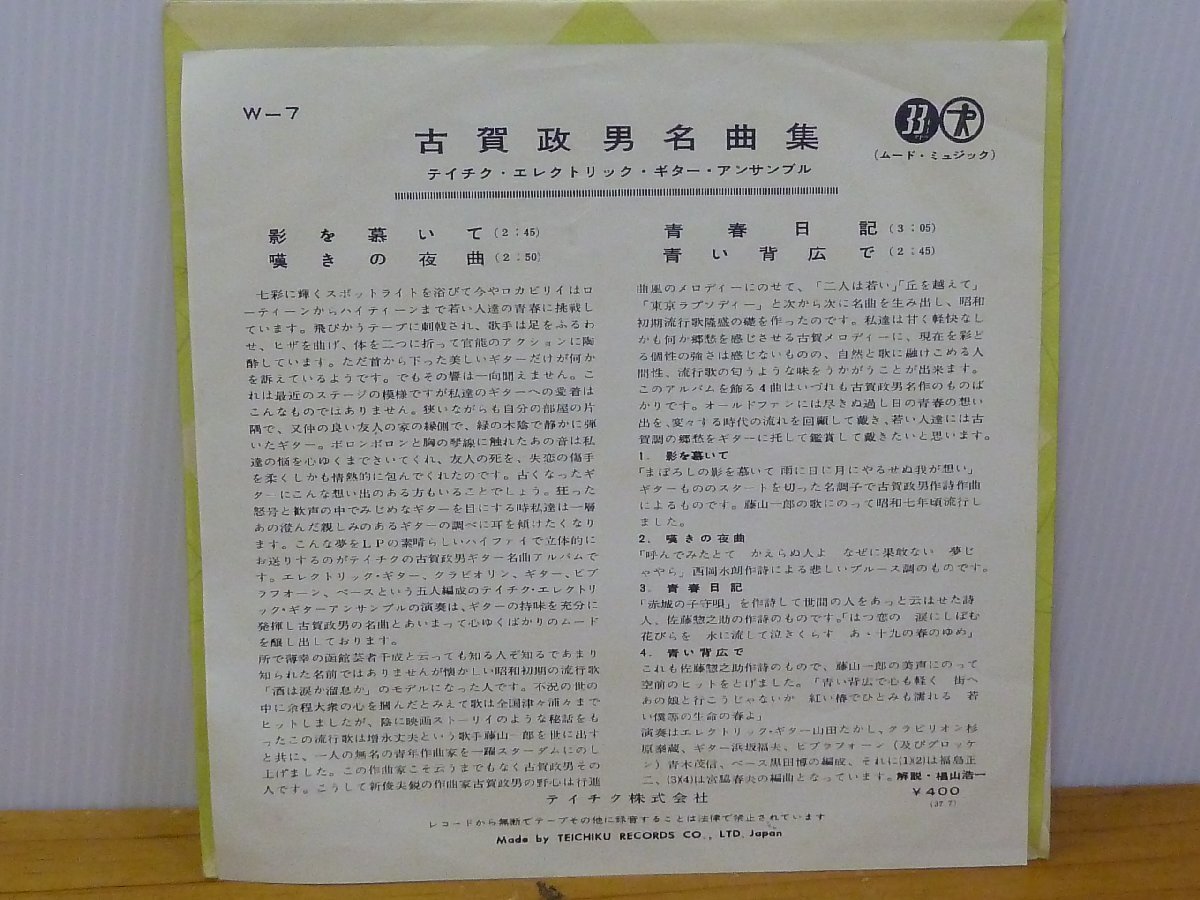 W-7
33
古賀政男名曲集
(ムード・ミュジック)
テイチク・エレクトリック・ギター・アンサンブル
影を慕いて(2:45)
嘆きの夜曲(2:50)
青春日記(3:05)
青い背広で(2:45)
七彩に輝くスポットライトを浴びて今やロカビリイはロ
ーティーンからハイティーンまで若い人達の青春に挑戦し
ています。飛びかうテープに刺戟され、歌手は足をふるわ
せ、ヒザを曲げ、体を二つに折って官能のアクションに陶
酔しています。ただ首から下った美しいギターだけが何か
を訴えているようです。でもその響は一向聞えません。こ
れは最近のステージの模様ですが私達のギターへの愛着は
こんなものではありません。狭いながらも自分の部屋の片
隅で、又仲の良い友人の家の縁側で、緑の木陰で静かに弾
いたギター。ポロンポロンと胸の琴線に触れたあの音は私
達の悩を心ゆくまでさいてくれ、友人の死を、失恋の傷手
を柔くしかも情熱的に包んでくれたのです。古くなったギ
ターにこんな想い出のある方もいることでしょう。狂った
怒号と歓声の中でみじめなギターを目にする時私達は一層
あの澄んだ親しみのあるギターの調べに耳を傾けたくなり
ます。こんな夢をLPの素晴らしいハイファイで立体的に
お送りするのがテイチクの古賀政男ギター名曲アルバムで
す。エレクトリック・ギター、クラビオリン、ギター、ビブ
ラフォーン、ベースという五人編成のテイチク・エレクトリ
ック・ギターアンサンブルの演奏は、ギターの持味を充分に
発揮し古賀政男の名曲とあいまって心ゆくばかりのムード
を醸し出しております。
所で薄幸の函館芸者千成と云っても知る人ぞ知るであまり
知られた名前ではありませんが懐かしい昭和初期の流行歌
「酒は涙か溜息か」のモデルになった人です。不況の世の
中に余程大衆の心を掴んだとみえて歌は全国津々浦々まで
ヒットしましたが、陰に映画ストーリイのような秘話をも
ったこの流行歌は増永丈夫という歌手藤山一郎を世に出す
と共に、一人の無名の青年作曲家を一躍スターダムにのし
上げました。この作曲家こそ云うまでもなく古賀政男その
人です。こうして新俊夫鋭の作曲家古賀政男の野心は行進
曲風のメロディーにのせて、「二人は若い」「丘を越えて」
「東京ラプソディー」と次から次に名曲を生み出し、昭和
初期流行歌隆盛の礎を作ったのです。私達は甘く軽快なし
かも何か郷愁を感じさせる古賀メロディーに、現在を彩ど
る個性の強さは感じないものの、自然と歌に融けこめる人
間性、流行歌の匂うような味をうかがうことが出来ます。
このアルバムを飾る4曲はいづれも古賀政男名作のものば
かりです。オールドファンには尽きぬ過し日の青春の想い
出を、変々する時代の流れを回顧して戴き、若い人達には古
賀調の郷愁をギターに托して鑑賞して戴きたいと思います。
1. 影を慕いて
「まぼろしの影を慕いて 雨に日に月にやるせぬ我が想い」
ギターもののスタートを切った名調子で古賀政男作詩作曲
によるものです。藤山一郎の歌にのって昭和七年頃流行し
ました。
2. 嘆きの夜曲
「呼んでみたとて かえらぬ人よ なぜに果敢ない 夢じ
ゃやら」西岡水朗作詩による悲しいブルース調のものです。
3. 青春日記
「赤城の子守唄」を作詩して世間の人をあっと云はせた詩
人、佐藤惣之助の作詩のものです。「はつ恋の 涙にしぼむ
花びらを 水に流して泣きくらす あゝ十九の春のゆめ」
4. 青い背広で
これも佐藤惣之助作詩のもので、藤山一郎の美声にのって
空前のヒットをとげました。「青い背広で心も軽く 街へ
あの娘と行こうじゃないか 紅い椿でひとみも濡れる 若
い僕等の生命の春よ」
演奏はエレクトリック・ギター山田たかし、クラビリオン杉
原泰蔵、ギター浜坂福夫、ビブラフォーン(及びグロッケ
ン)青木茂信、ベース黒田博の編成、それに(1)(2)は福島正
二、(3)(4)は宮脇春夫の編曲となっています。解説・椙山浩一
¥400
(37.7)
テイチク株式会社
レコードから無断でテープその他に録音することは法律で禁止されています
Made by TEICHIKU RECORDS CO., LTD. Japan